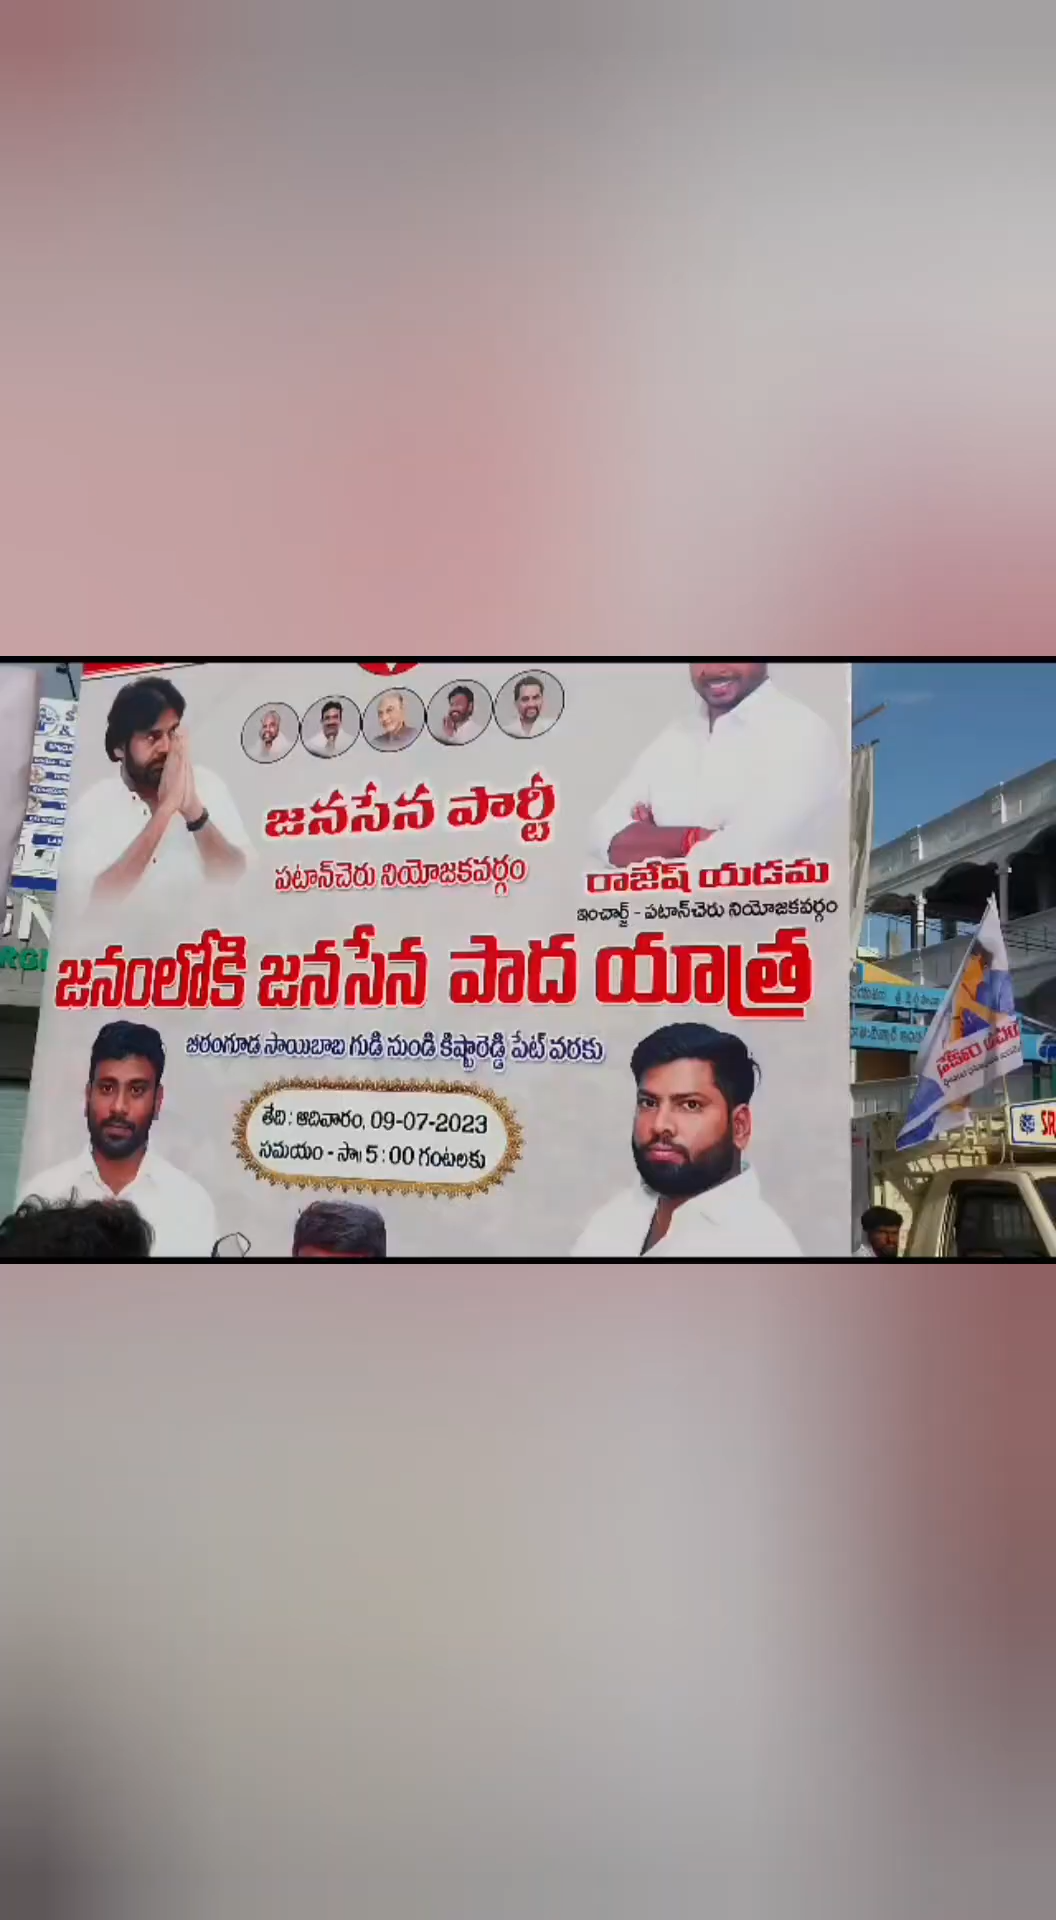 జనసేన పార్టీ
పటాన్‌చెరు నియోజకవర్గం
రాజేష్ యడమ
ఇంచార్జ్ - పటాన్‌చెరు నియోజకవర్గం
జనంలోకి జనసేన పాద యాత్ర
బీరంగూడ సాయిబాబ గుడి నుండి కిష్టారెడ్డి పేట్ వరకు
తేది : ఆదివారం, 09-07-2023
సమయం - సా॥ 5 : 00 గంటలకు